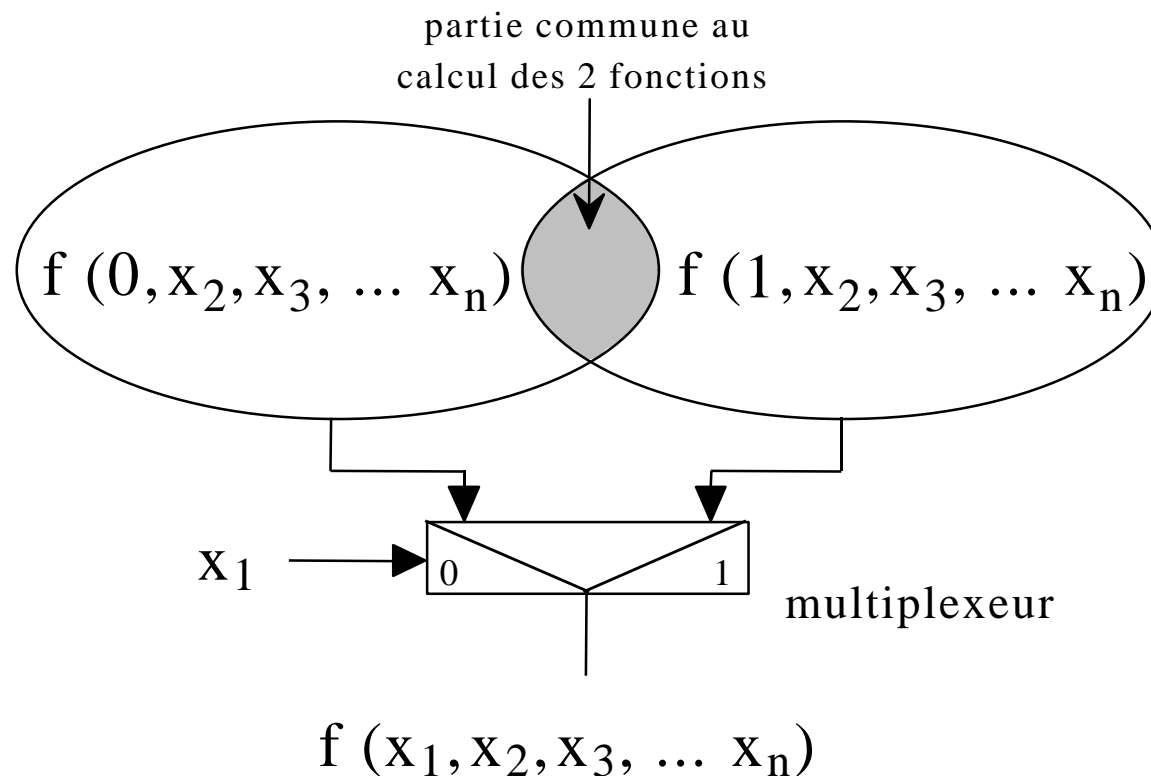 partie commune au
calcul des 2 fonctions
f (0,x₂,x₃, ... xₙ)
f (1,x₂,x₃, ... xₙ)
x₁
0
1
multiplexeur
f (x₁,x₂,x₃, ... xₙ)